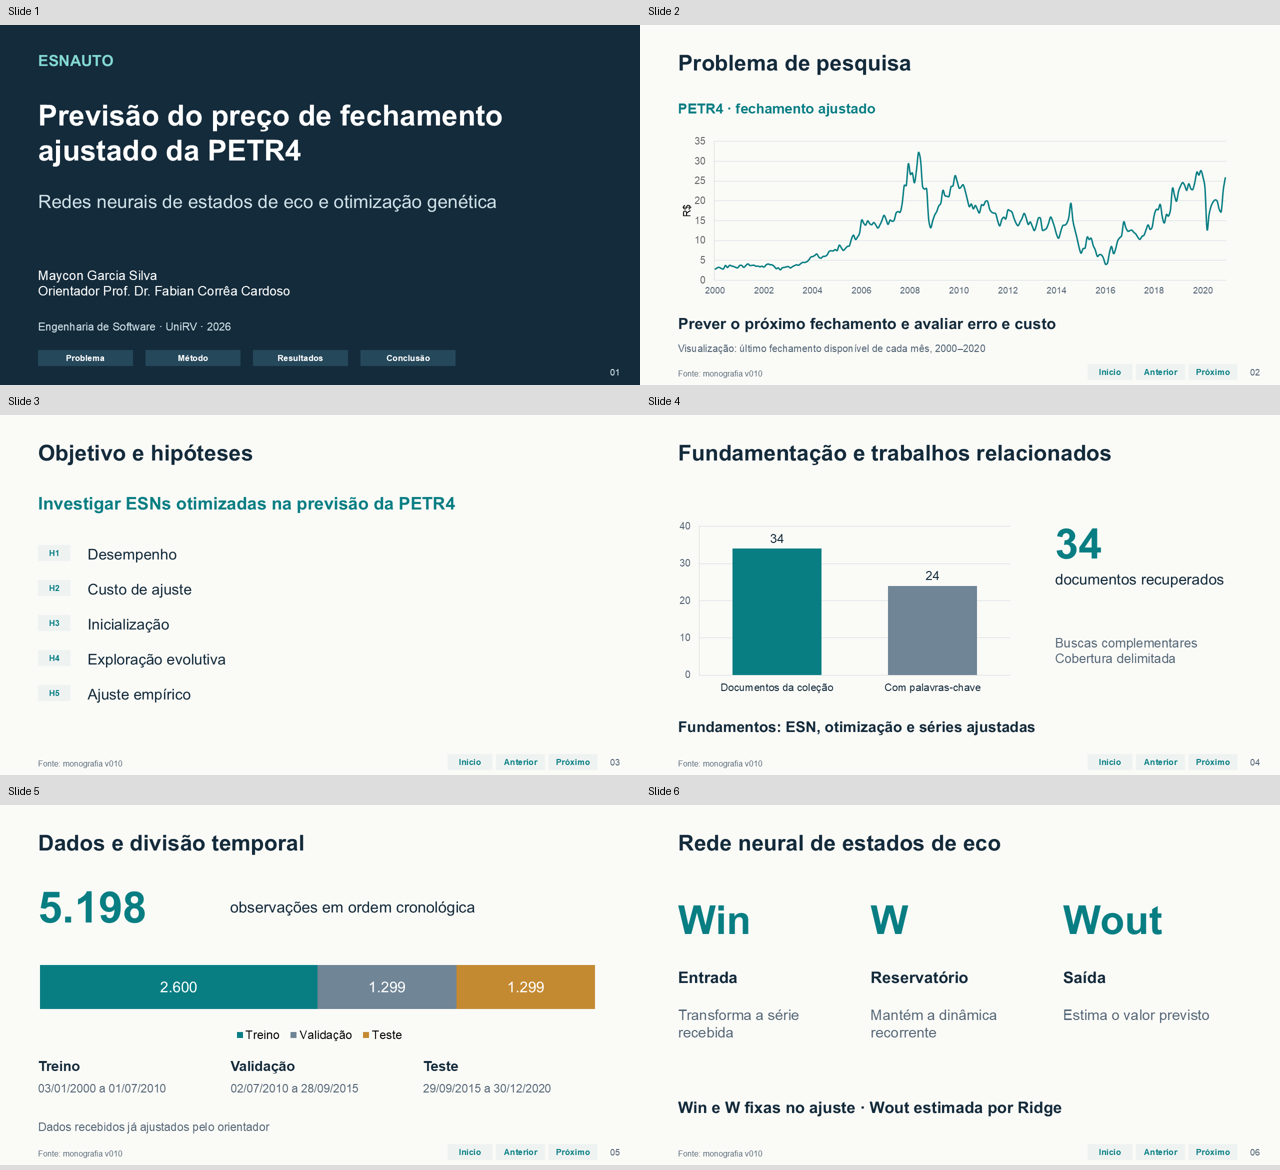 Slide 1
ESNAUTO
Previsão do preço de fechamento
ajustado da PETR4
Redes neurais de estados de eco e otimização genética
Maycon Garcia Silva
Orientador Prof. Dr. Fabian Corrêa Cardoso
Engenharia de Software · UniRV · 2026
Problema Método Resultados Conclusão
01
Slide 2
Problema de pesquisa
PETR4 · fechamento ajustado
35
30
25
20
15
10
5
0
R$
2000 2002 2004 2006 2008 2010 2012 2014 2016 2018 2020
Prever o próximo fechamento e avaliar erro e custo
Visualização: último fechamento disponível de cada mês, 2000–2020
Fonte: monografia v010
Início Anterior Próximo 02
Slide 3
Objetivo e hipóteses
Investigar ESNs otimizadas na previsão da PETR4
H1 Desempenho
H2 Custo de ajuste
H3 Inicialização
H4 Exploração evolutiva
H5 Ajuste empírico
Fonte: monografia v010
Início Anterior Próximo 03
Slide 4
Fundamentação e trabalhos relacionados
40
30
20
10
0
34
24
Documentos da coleção Com palavras-chave
34
documentos recuperados
Buscas complementares
Cobertura delimitada
Fundamentos: ESN, otimização e séries ajustadas
Fonte: monografia v010
Início Anterior Próximo 04
Slide 5
Dados e divisão temporal
5.198 observações em ordem cronológica
2.600 1.299 1.299
Treino Validação Teste
Treino Validação Teste
03/01/2000 a 01/07/2010 02/07/2010 a 28/09/2015 29/09/2015 a 30/12/2020
Dados recebidos já ajustados pelo orientador
Fonte: monografia v010
Início Anterior Próximo 05
Slide 6
Rede neural de estados de eco
Win W Wout
Entrada Reservatório Saída
Transforma a série
recebida
Mantém a dinâmica
recorrente
Estima o valor previsto
Win e W fixas no ajuste · Wout estimada por Ridge
Fonte: monografia v010
Início Anterior Próximo 06